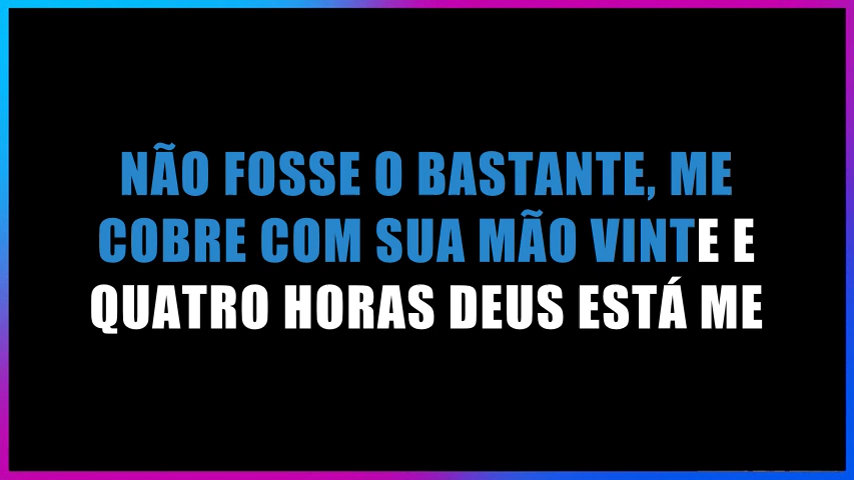 NÃO FOSSE O BASTANTE, ME
COBRE COM SUA MÃO VINTE E
QUATRO HORAS DEUS ESTÁ ME